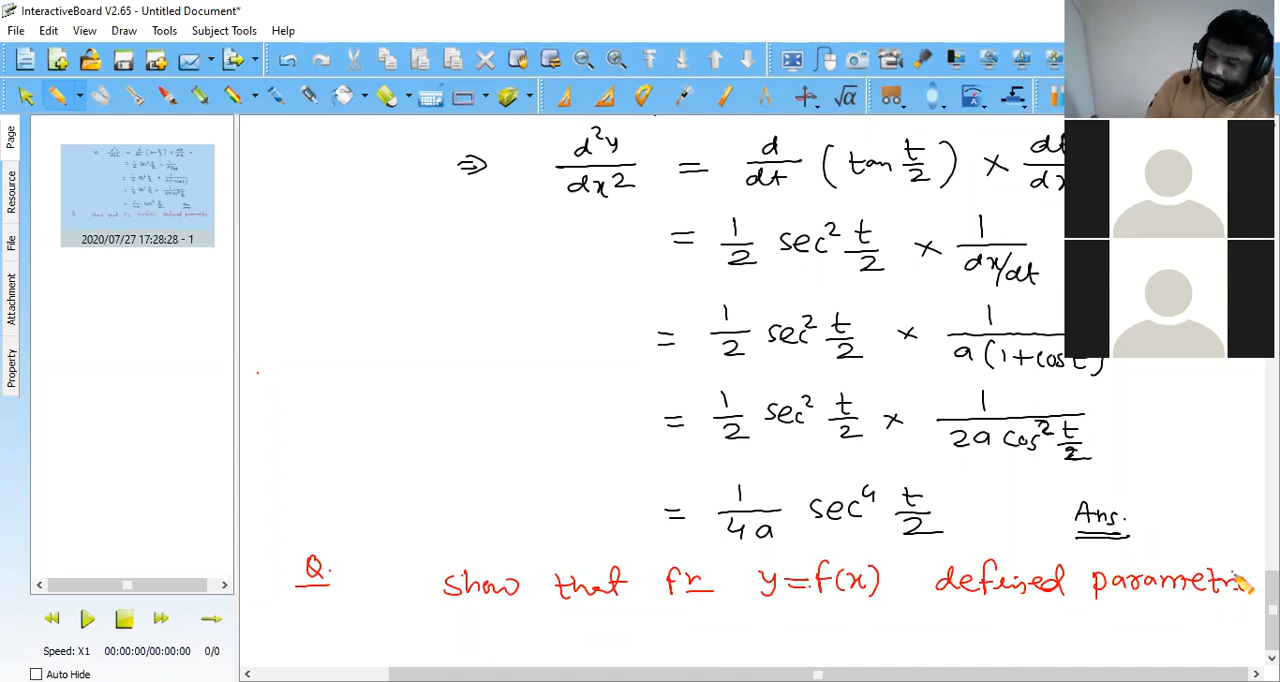 InteractiveBoard V2.65 - Untitled Document*
File Edit View Draw Tools Subject Tools Help
Page
Resource
File
Attachment
Property
2020/07/27 17:28:28 - 1
Speed: X1 00:00:00/00:00:00 0/0
Auto Hide
⇒ d²y/dx² = d/dt (tan t/2) × dt/dx
= 1/2 sec² t/2 × 1/(dx/dt)
= 1/2 sec² t/2 × 1/a(1+cost)
= 1/2 sec² t/2 × 1/2a cos² t/2
= 1/4a sec⁴ t/2 Ans.
Q. Show that fn y=f(x) defined parametri